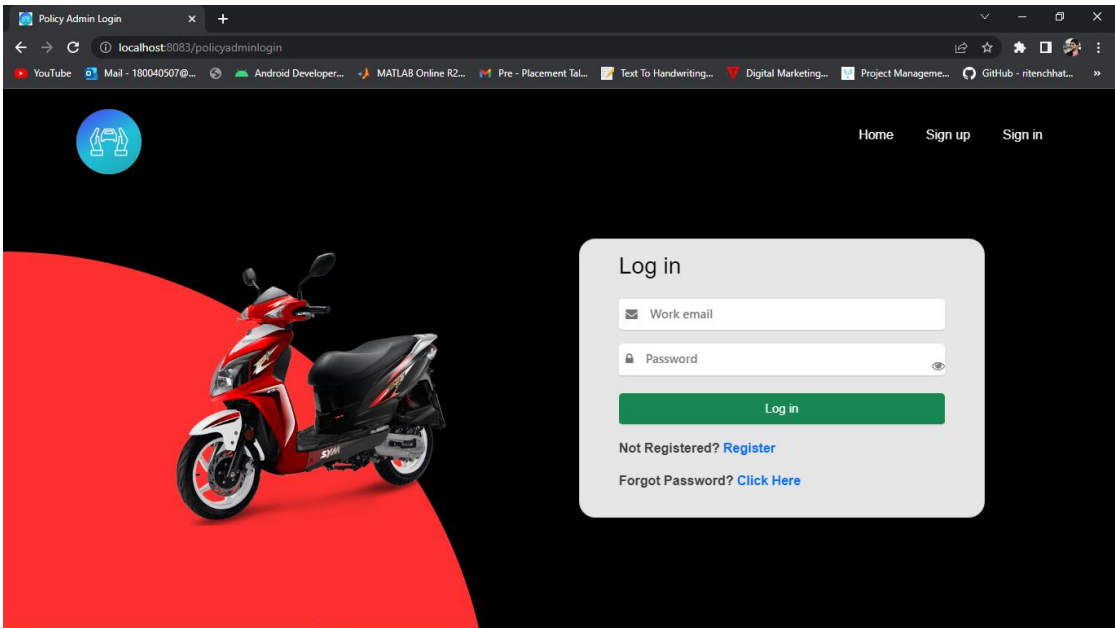 Policy Admin Login
localhost:8083/policyadminlogin
YouTube Mail - 180040507@... Android Developer... MATLAB Online R2... Pre - Placement Tal... Text To Handwriting... Digital Marketing... Project Manageme... GitHub - ritenchhat... »
Home Sign up Sign in
Log in
Work email
Password
Log in
Not Registered? Register
Forgot Password? Click Here
SYM